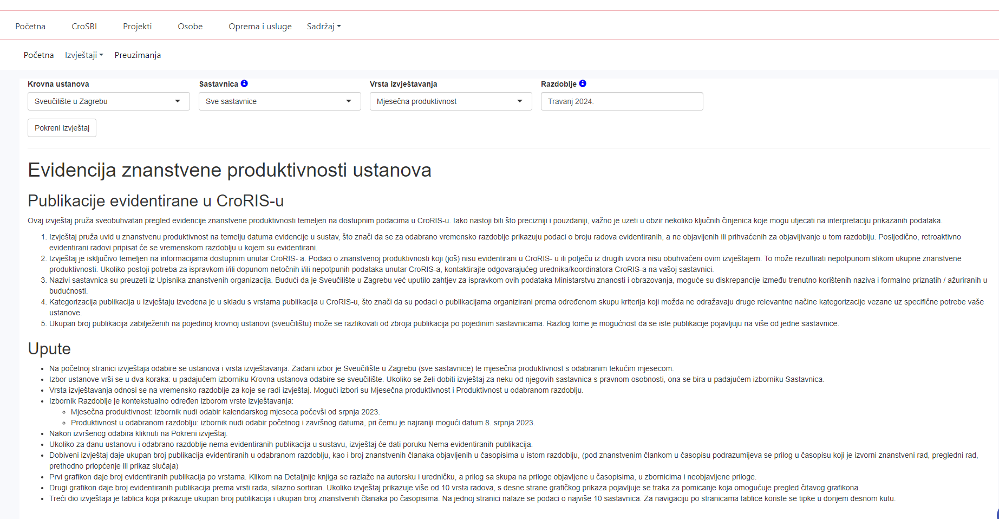 Početna CroSBI Projekti Osobe Oprema i usluge Sadržaj
Početna Izvještaji Preuzimanja
Krovna ustanova Sastavnica Vrsta izvještavanja Razdoblje
Sveučilište u Zagrebu Sve sastavnice Mjesečna produktivnost Travanj 2024.
Pokreni izvještaj
Evidencija znanstvene produktivnosti ustanova
Publikacije evidentirane u CroRIS-u
Ovaj izvještaj pruža sveobuhvatan pregled evidencije znanstvene produktivnosti temeljen na dostupnim podacima u CroRIS-u. Iako nastoji biti što precizniji i pouzdaniji, važno je uzeti u obzir nekoliko ključnih činjenica koje mogu utjecati na interpretaciju prikazanih podataka.
1. Izvještaj pruža uvid u znanstvenu produktivnost na temelju datuma evidencije u sustav, što znači da se za odabrano vremensko razdoblje prikazuju podaci o broju radova evidentiranih, a ne objavljenih ili prihvaćenih za objavljivanje u tom razdoblju. Posljedično, retroaktivno
evidentirani radovi pripisat će se vremenskom razdoblju u kojem su evidentirani.
2. Izvještaj je isključivo temeljen na informacijama dostupnim unutar CroRIS- a. Podaci o znanstvenoj produktivnosti koji (još) nisu evidentirani u CroRIS- u ili potječu iz drugih izvora nisu obuhvaćeni ovim izvještajem. To može rezultirati nepotpunom slikom ukupne znanstvene
produktivnosti. Ukoliko postoji potreba za ispravkom i/ili dopunom netočnih i/ili nepotpunih podataka unutar CroRIS-a, kontaktirajte odgovarajućeg urednika/koordinatora CroRIS-a na vašoj sastavnici.
3. Nazivi sastavnica su preuzeti iz Upisnika znanstvenih organizacija. Budući da je Sveučilište u Zagrebu već uputilo zahtjev za ispravkom ovih podataka Ministarstvu znanosti i obrazovanja, moguće su diskrepancije između trenutno korištenih naziva i formalno priznatih / ažuriranih u
budućnosti.
4. Kategorizacija publikacija u Izvještaju izvedena je u skladu s vrstama publikacija u CroRIS-u, što znači da su podaci o publikacijama organizirani prema određenom skupu kriterija koji možda ne odražavaju druge relevantne načine kategorizacije vezane uz specifične potrebe vaše
ustanove.
5. Ukupan broj publikacija zabilježenih na pojedinoj krovnoj ustanovi (sveučilištu) može se razlikovati od zbroja publikacija po pojedinim sastavnicama. Razlog tome je mogućnost da se iste publikacije pojavljuju na više od jedne sastavnice.
Upute
• Na početnoj stranici izvještaja odabire se ustanova i vrsta izvještavanja. Zadani izbor je Sveučilište u Zagrebu (sve sastavnice) te mjesečna produktivnost s odabranim tekućim mjesecom.
• Izbor ustanove vrši se u dva koraka: u padajućem izborniku Krovna ustanova odabire se sveučilište. Ukoliko se želi dobiti izvještaj za neku od njegovih sastavnica s pravnom osobnosti, ona se bira u padajućem izborniku Sastavnica.
• Vrsta izvještavanja odnosi se na vremensko razdoblje za koje se radi izvještaj. Mogući izbori su Mjesečna produktivnost i Produktivnost u odabranom razdoblju.
• Izbornik Razdoblje je kontekstualno određen izborom vrste izvještavanja:
◦ Mjesečna produktivnost: izbornik nudi odabir kalendarskog mjeseca počevši od srpnja 2023.
◦ Produktivnost u odabranom razdoblju: izbornik nudi odabir početnog i završnog datuma, pri čemu je najraniji mogući datum 8. srpnja 2023.
• Nakon izvršenog odabira kliknuti na Pokreni izvještaj.
• Ukoliko za danu ustanovu i odabrano razdoblje nema evidentiranih publikacija u sustavu, izvještaj će dati poruku Nema evidentiranih publikacija.
• Dobiveni izvještaj daje ukupan broj publikacija evidentiranih u odabranom razdoblju, kao i broj znanstvenih članaka objavljenih u časopisima u istom razdoblju, (pod znanstvenim člankom u časopisu podrazumijeva se prilog u časopisu koji je izvorni znanstveni rad, pregledni rad,
prethodno priopćenje ili prikaz slučaja)
• Prvi grafikon daje broj evidentiranih publikacija po vrstama. Klikom na Detaljnije knjiga se razlaže na autorsku i uredničku, a prilog sa skupa na priloge objavljene u časopisima, u zbornicima i neobjavljene priloge.
• Drugi grafikon daje broj evidentiranih publikacija prema vrsti rada, silazno sortiran. Ukoliko izvještaj prikazuje više od 10 vrsta radova, s desne strane grafičkog prikaza pojavljuje se traka za pomicanje koja omogućuje pregled čitavog grafikona.
• Treći dio izvještaja je tablica koja prikazuje ukupan broj publikacija i ukupan broj znanstvenih članaka po časopisima. Na jednoj stranici nalaze se podaci o najviše 10 sastavnica. Za navigaciju po stranicama tablice koriste se tipke u donjem desnom kutu.